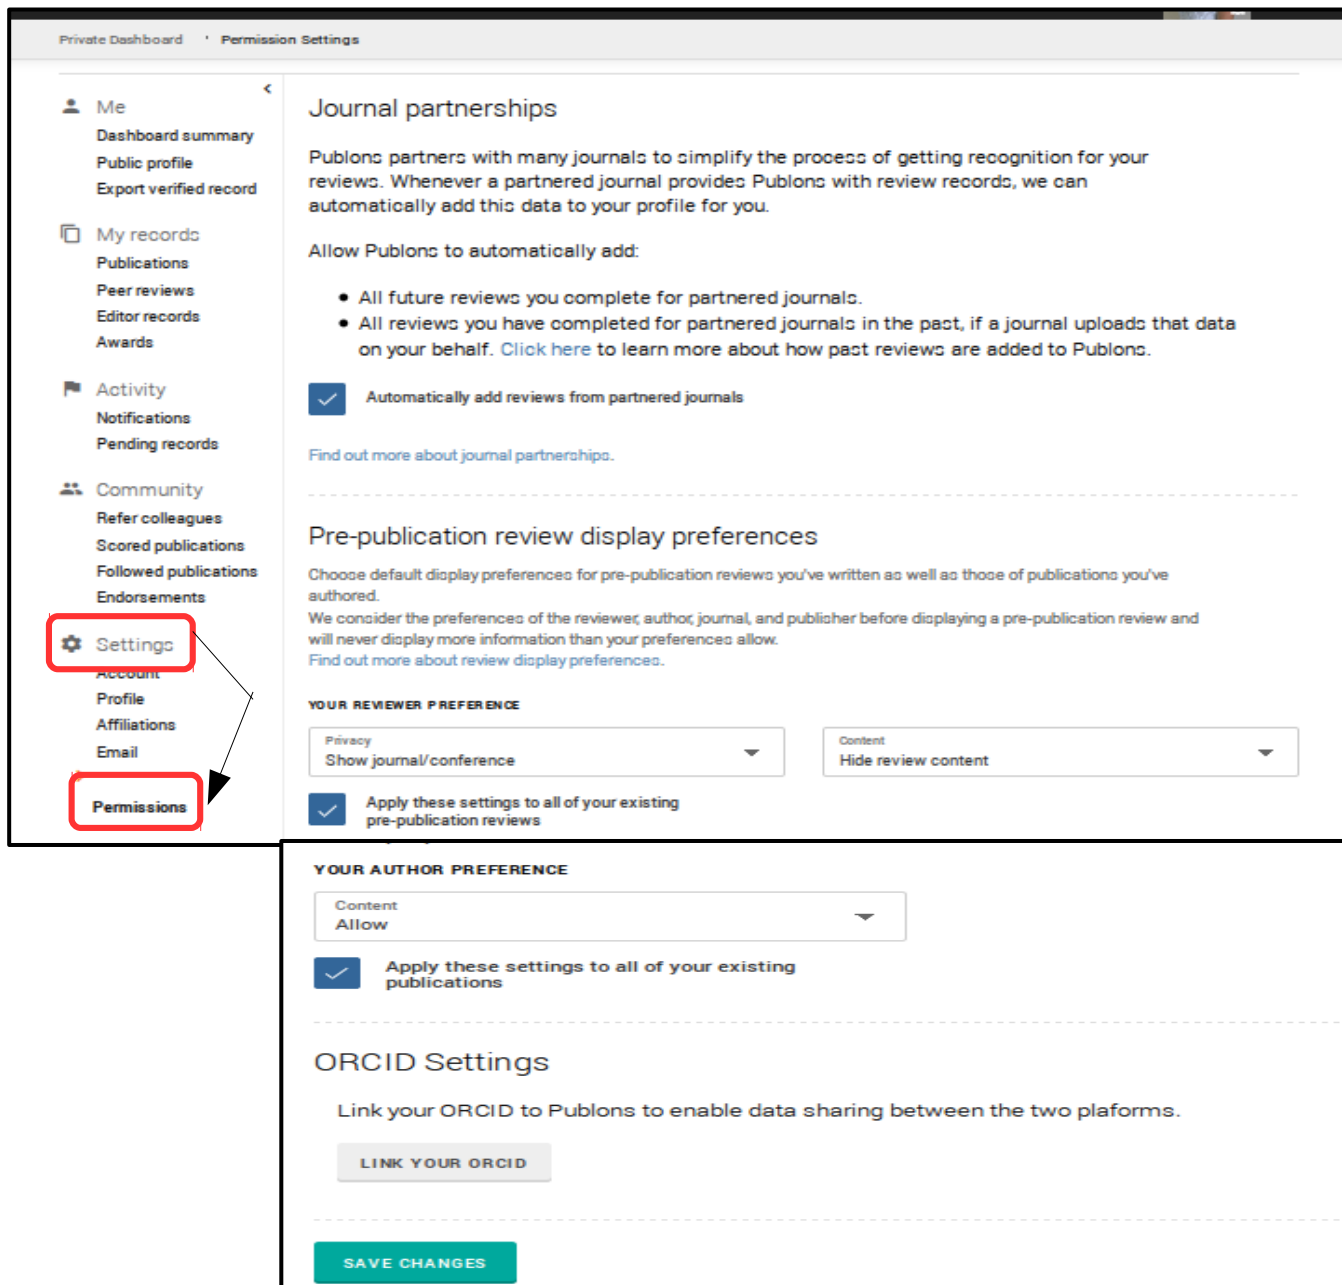 Private Dashboard
Permission Settings
Me
Dashboard summary
Public profile
Export verified record
My records
Publications
Peer reviews
Editor records
Awards
Activity
Notifications
Pending records
Community
Refer colleagues
Scored publications
Followed publications
Endorsements
Settings
Account
Profile
Affiliations
Email
Permissions
Journal partnerships
Publons partners with many journals to simplify the process of getting recognition for your
reviews. Whenever a partnered journal provides Publons with review records, we can
automatically add this data to your profile for you.
Allow Publons to automatically add:
All future reviews you complete for partnered journals.
All reviews you have completed for partnered journals in the past, if a journal uploads that data
on your behalf. Click here to learn more about how past reviews are added to Publons.
Automatically add reviews from partnered journals
Find out more about journal partnerships.
Pre-publication review display preferences
Choose default display preferences for pre-publication reviews you've written as well as those of publications you've
authored.
We consider the preferences of the reviewer, author, journal, and publisher before displaying a pre-publication review and
will never display more information than your preferences allow.
Find out more about review display preferences.
YOUR REVIEWER PREFERENCE
Privacy
Show journal/conference
Content
Hide review content
Apply these settings to all of your existing
pre-publication reviews
YOUR AUTHOR PREFERENCE
Content
Allow
Apply these settings to all of your existing
publications
ORCID Settings
Link your ORCID to Publons to enable data sharing between the two plaforms.
LINK YOUR ORCID
SAVE CHANGES